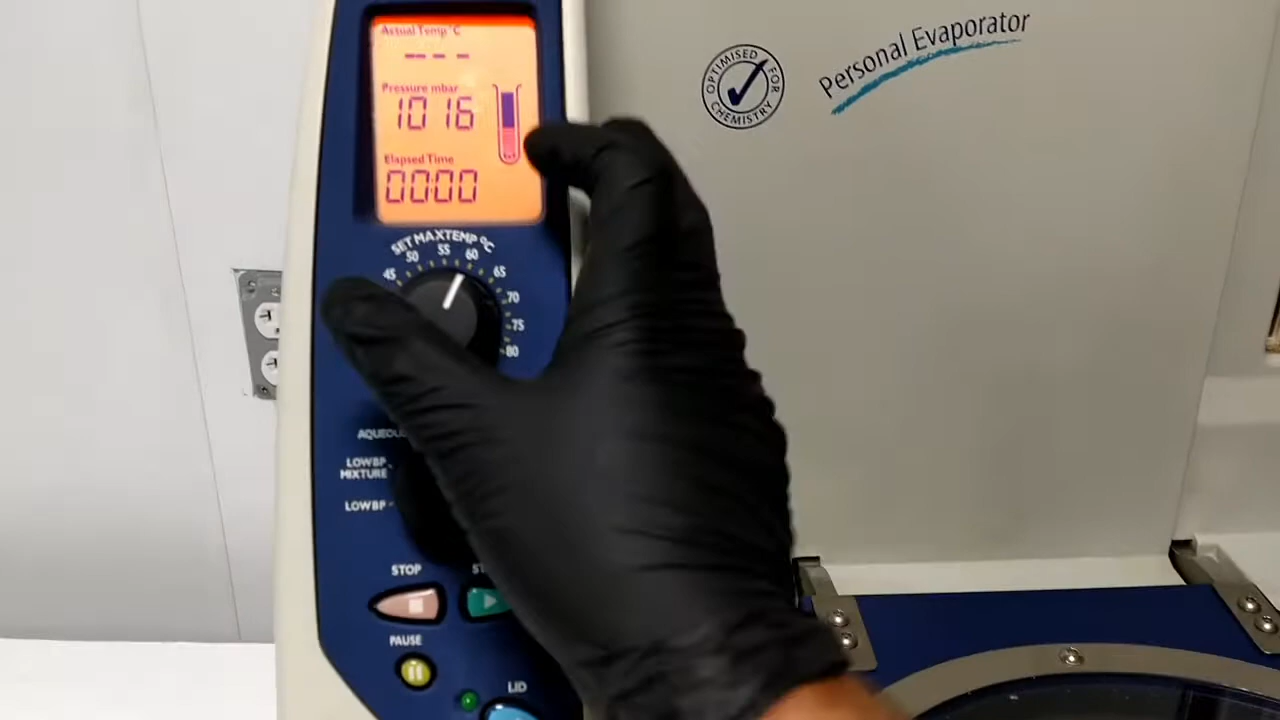 Actual Temp °C
- - -
Pressure mbar
1016
Elapsed Time
0000
SET MAXTEMP °C
45
50
55
60
65
70
75
80
AQUEOUS
LOWBP
MIXTURE
LOWBP
STOP
PAUSE
LID
OPTIMISED FOR CHEMISTRY
Personal Evaporator